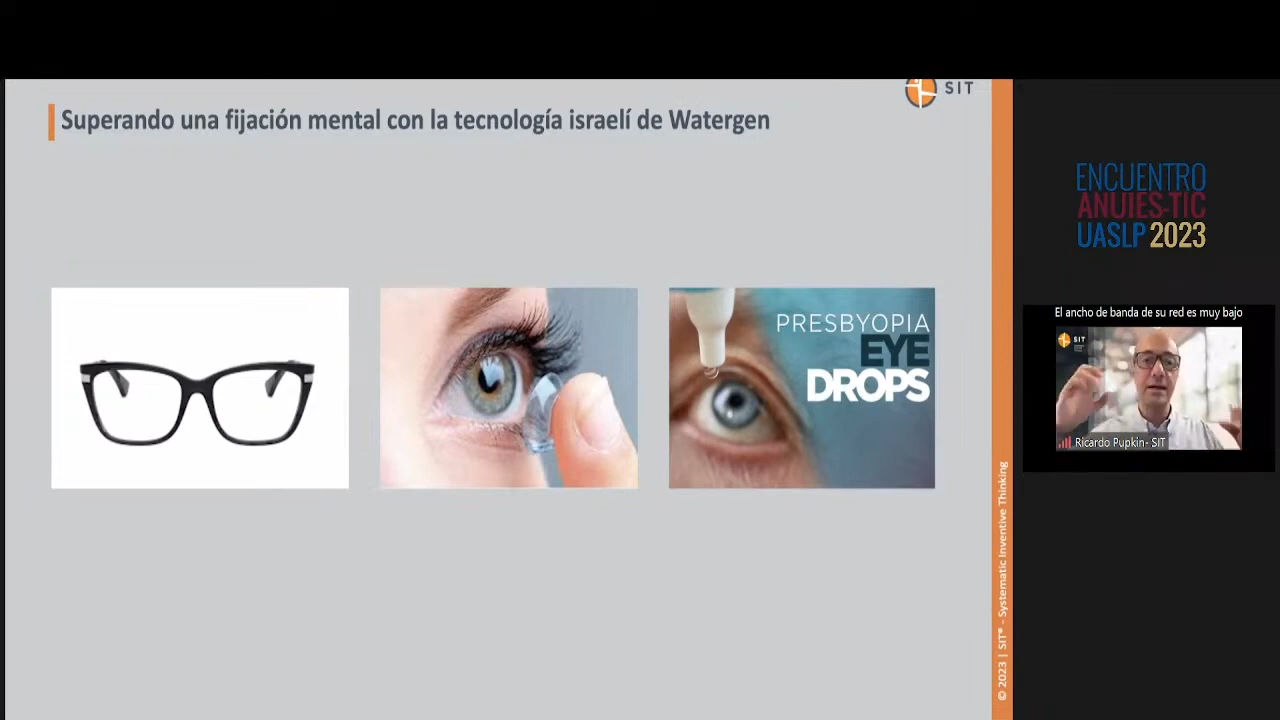 SIT
Superando una fijación mental con la tecnología israelí de Watergen
PRESBYOPIA
EYE
DROPS
© 2023 | SIT® - Systematic Inventive Thinking
ENCUENTRO
ANUIES-TIC
UASLP 2023
El ancho de banda de su red es muy bajo
SIT
Ricardo Pupkin- SIT